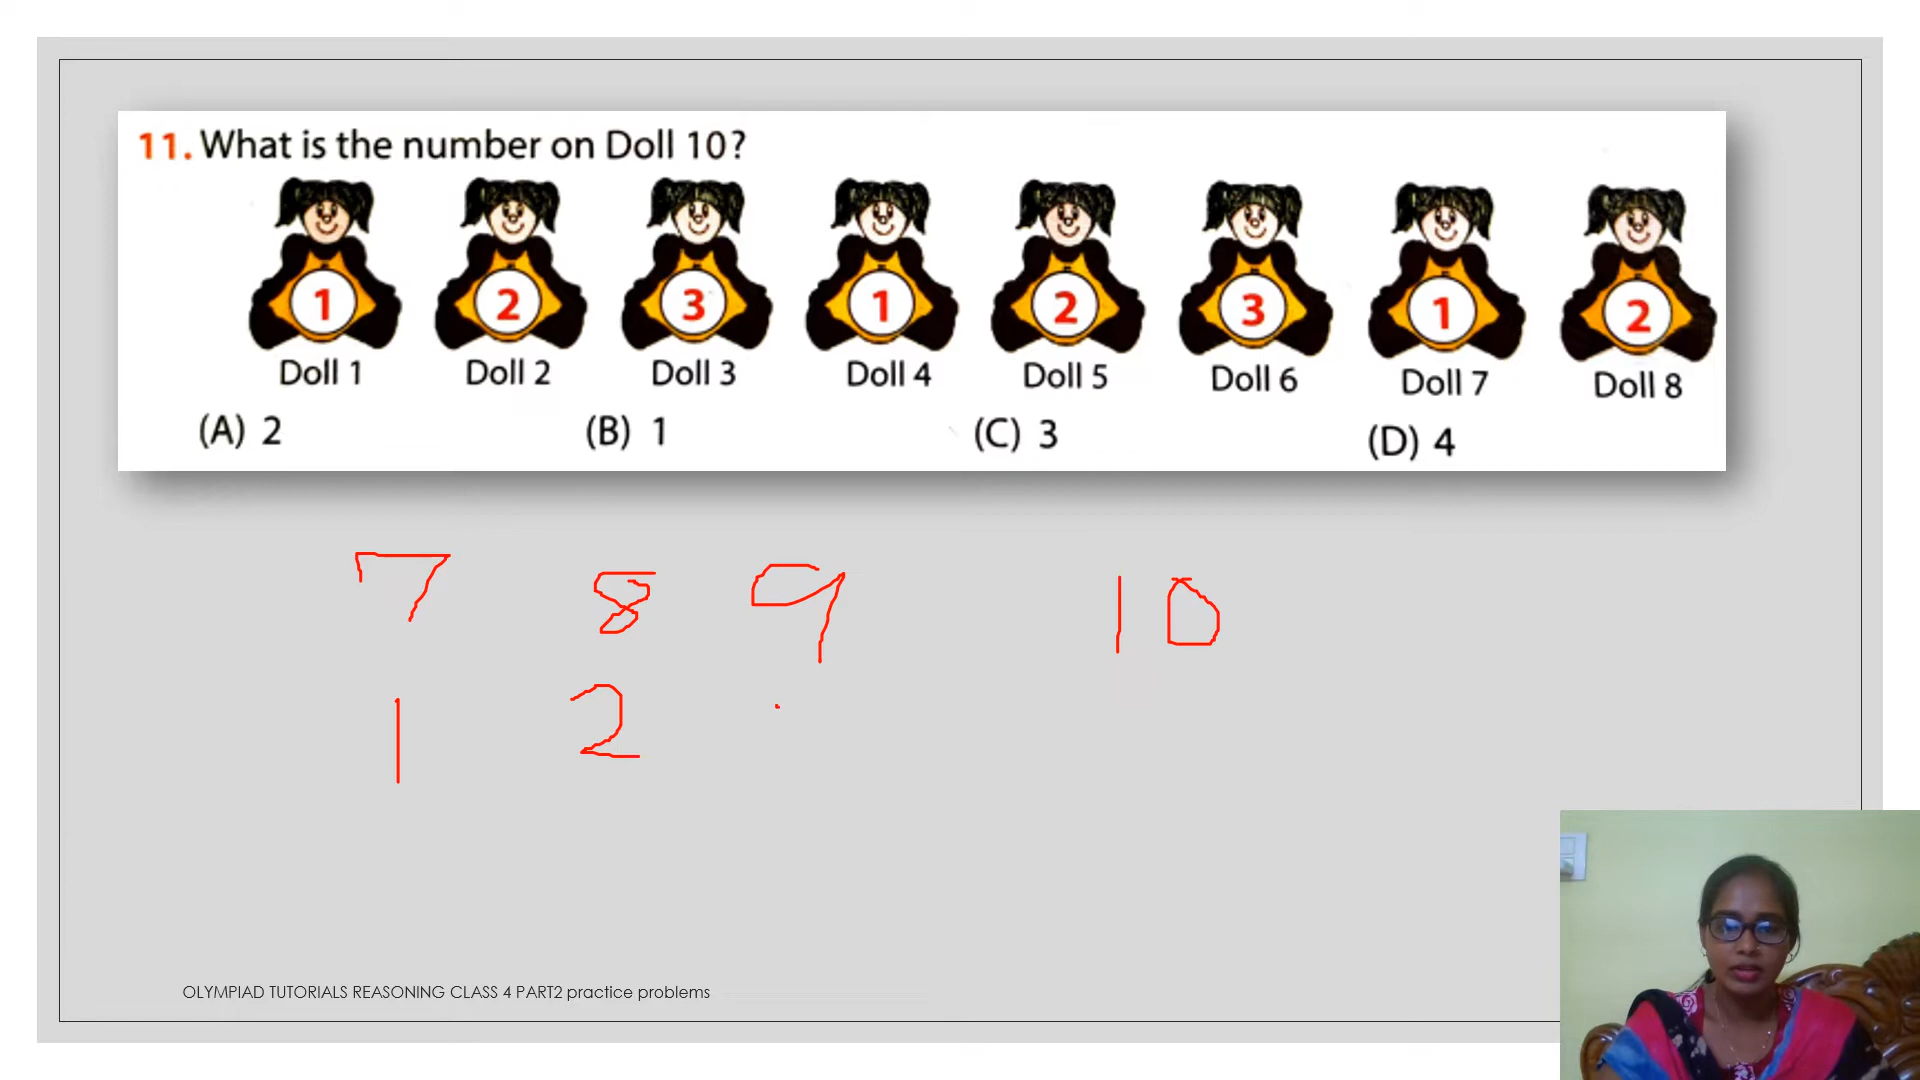 11. What is the number on Doll 10?
1 2 3 1 2 3 1 2
Doll 1 Doll 2 Doll 3 Doll 4 Doll 5 Doll 6 Doll 7 Doll 8
(A) 2 (B) 1 (C) 3 (D) 4
7 8 9 10
1 2
OLYMPIAD TUTORIALS REASONING CLASS 4 PART2 practice problems